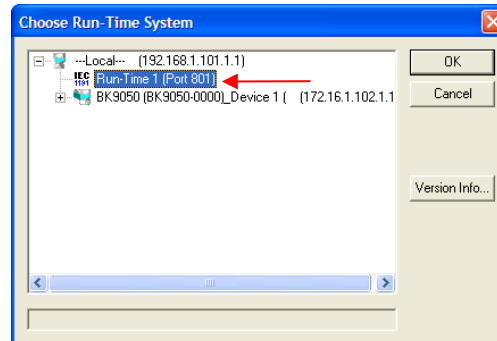 Choose Run-Time System
---Local--- (192.168.1.101.1.1)
IEC 1131 Run-Time 1 (Port 801)
BK9050 (BK9050-0000)_Device 1 ( (172.16.1.102.1.1
OK
Cancel
Version Info...